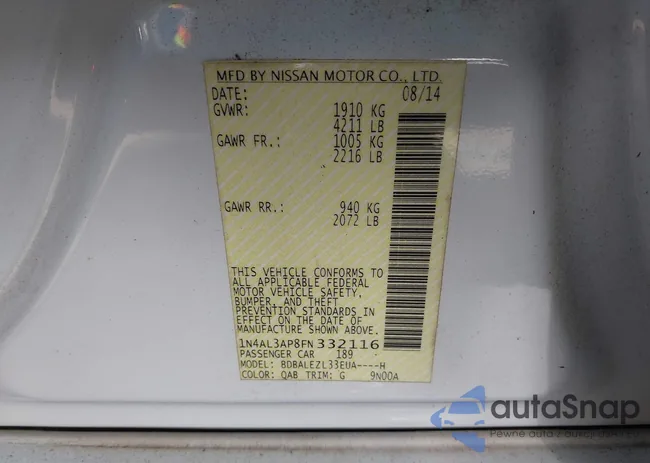 MFD BY NISSAN MOTOR CO., LTD.
DATE: 08/14
GVWR: 1910 KG
4211 LB
GAWR FR.: 1005 KG
2216 LB
GAWR RR.: 940 KG
2072 LB
THIS VEHICLE CONFORMS TO
ALL APPLICABLE FEDERAL
MOTOR VEHICLE SAFETY,
BUMPER, AND THEFT
PREVENTION STANDARDS IN
EFFECT ON THE DATE OF
MANUFACTURE SHOWN ABOVE.
1N4AL3AP8FN332116
PASSENGER CAR 189
MODEL: BDBALEZL33EUA----H
COLOR: QAB TRIM: G 9N00A
autaSnap
Pewne auta z aukcji